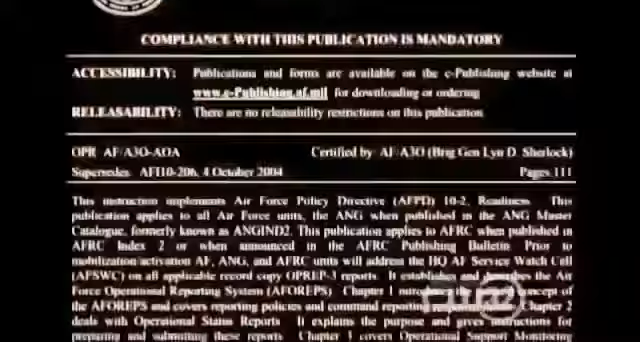 COMPLIANCE WITH THIS PUBLICATION IS MANDATORY
ACCESSIBILITY: Publications and forms are available on the e-Publishing website at
www.e-Publishing.af.mil for downloading or ordering
RELEASABILITY: There are no releasability restrictions on this publication
OPR AF/A3O-AOA Certified by AF/A3O (Brig Gen Lyn D. Sherlock)
Supersedes AFI10-206, 4 October 2004 Pages 111
This instruction implements Air Force Policy Directive (AFPD) 10-2, Readiness. This
publication applies to all Air Force units, the ANG when published in the ANG Master
Catalogue, formerly known as ANGIND2. This publication applies to AFRC when published in
AFRC Index 2 or when announced in the AFRC Publishing Bulletin Prior to
mobilization/activation AF, ANG, and AFRC units will address the HQ AF Service Watch Cell
(AFSWC) on all applicable record copy OPREP-3 reports. It establishes and describes the Air
Force Operational Reporting System (AFOREPS) Chapter 1 concept of
the AFOREPS and covers reporting policies and command reporting Chapter 2
deals with Operational Status Reports It explains the purpose and gives instructions for
preparing and submitting these reports Chapter 3 covers Operational Support Monitoring